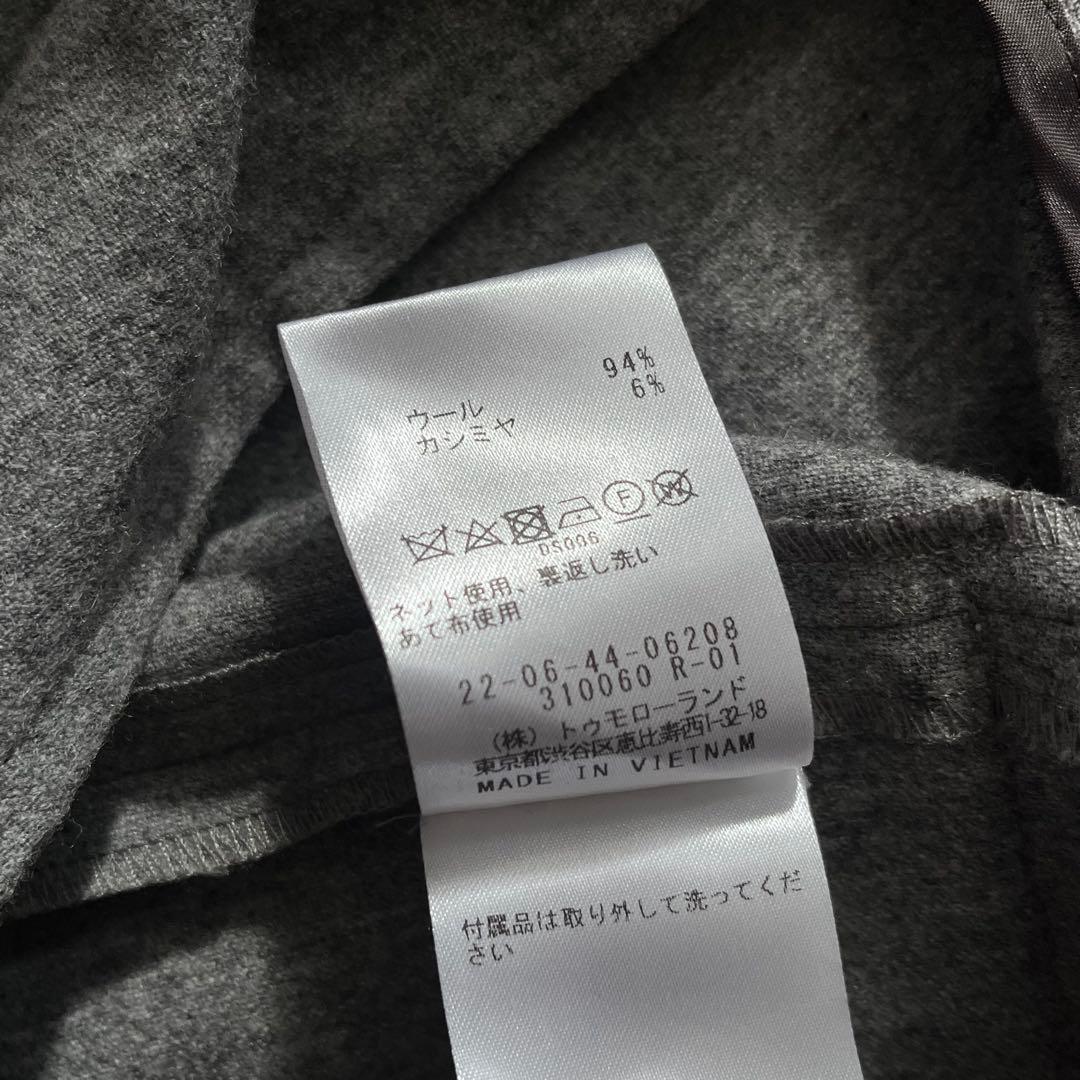 94%
6%
ウール
カシミヤ
F
W
DS006
ネット使用、裏返し洗い
あて布使用
22-06-44-06208
310060 R-01
(株) トゥモローランド
東京都渋谷区恵比寿西1-32-18
MADE IN VIETNAM
付属品は取り外して洗ってくだ
さい